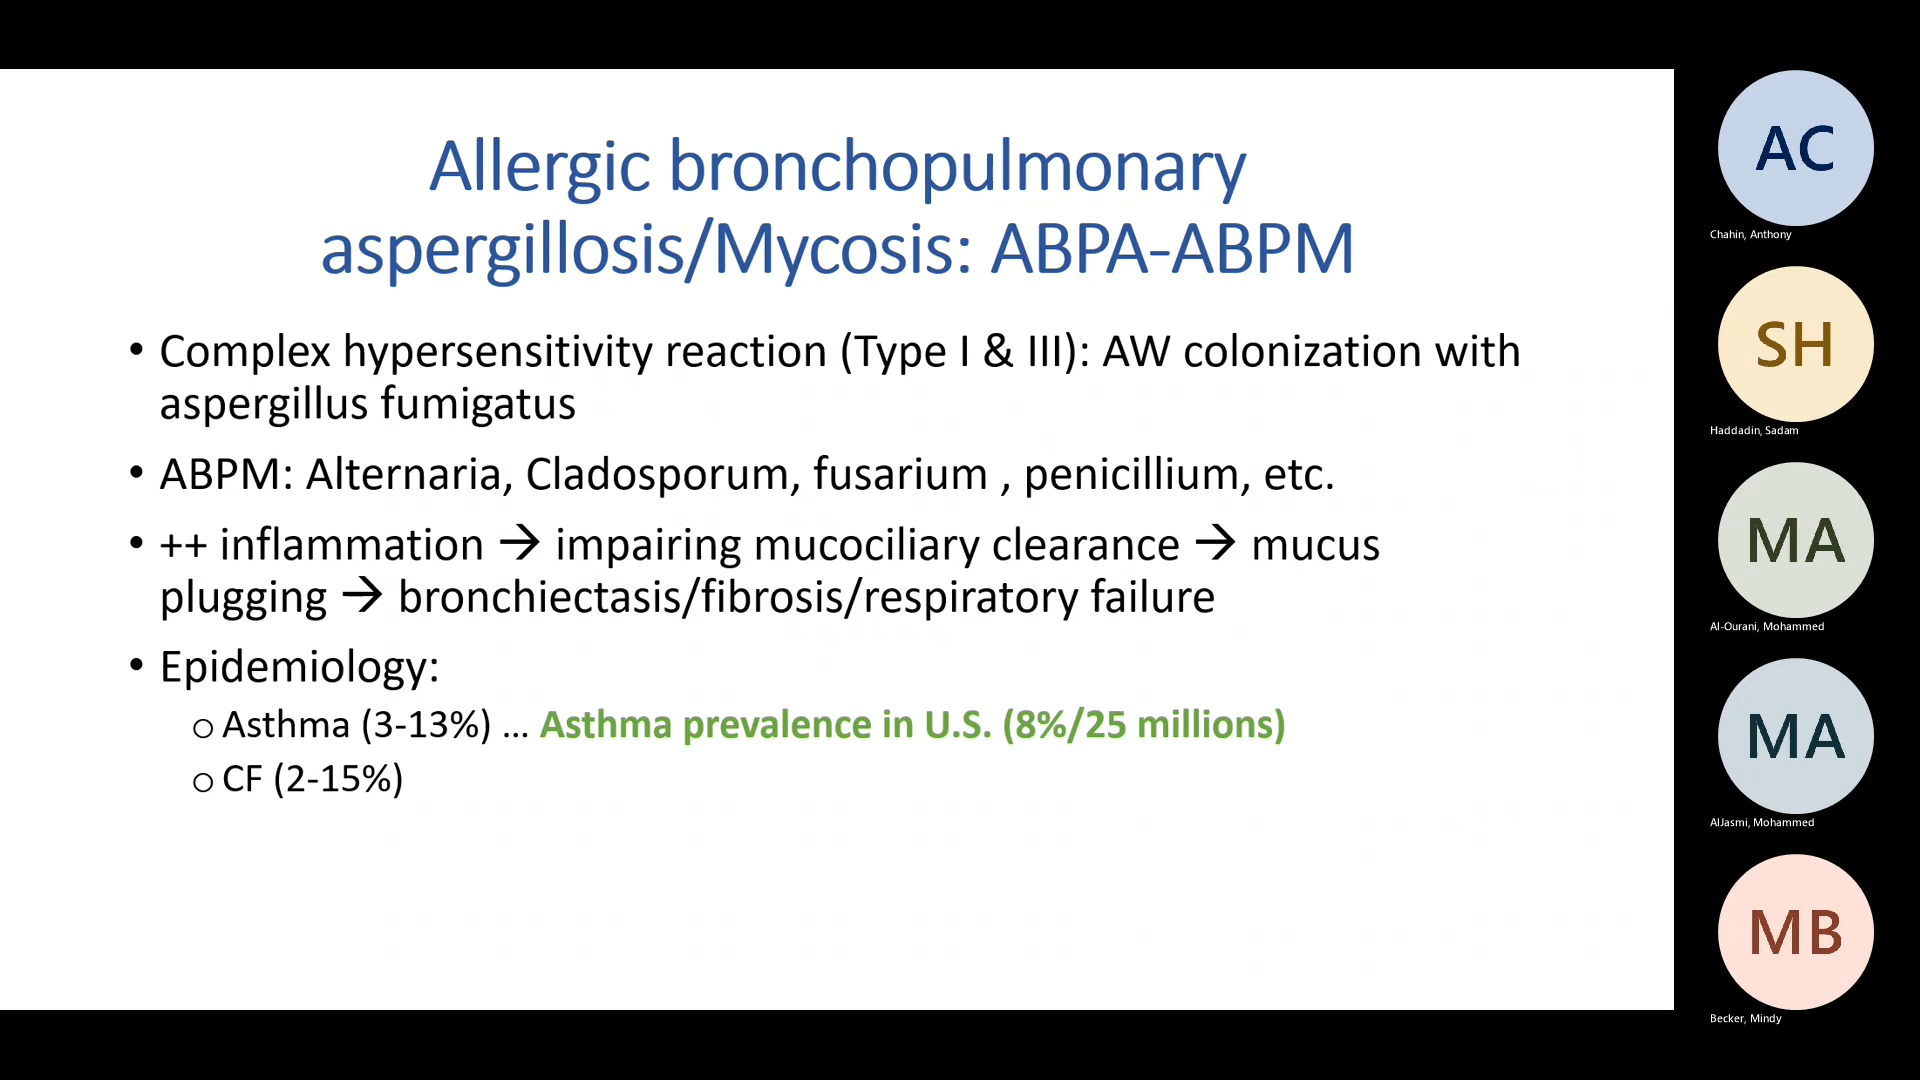 Allergic bronchopulmonary
aspergillosis/Mycosis: ABPA-ABPM
• Complex hypersensitivity reaction (Type I & III): AW colonization with
aspergillus fumigatus
• ABPM: Alternaria, Cladosporum, fusarium , penicillium, etc.
• ++ inflammation → impairing mucociliary clearance → mucus
plugging → bronchiectasis/fibrosis/respiratory failure
• Epidemiology:
o Asthma (3-13%) ... Asthma prevalence in U.S. (8%/25 millions)
o CF (2-15%)
AC
Chahin, Anthony
SH
Haddadin, Sadam
MA
Al-Ourani, Mohammed
MA
AlJasmi, Mohammed
MB
Becker, Mindy